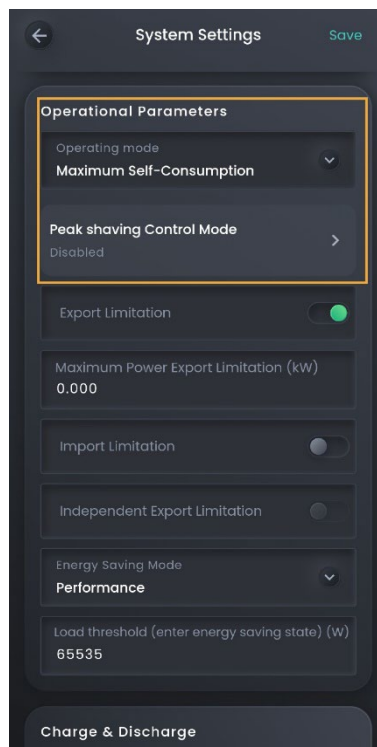 System Settings
Save
Operational Parameters
Operating mode
Maximum Self-Consumption
Peak shaving Control Mode
Disabled
Export Limitation
Maximum Power Export Limitation (kW)
0.000
Import Limitation
Independent Export Limitation
Energy Saving Mode
Performance
Load threshold (enter energy saving state) (W)
65535
Charge & Discharge